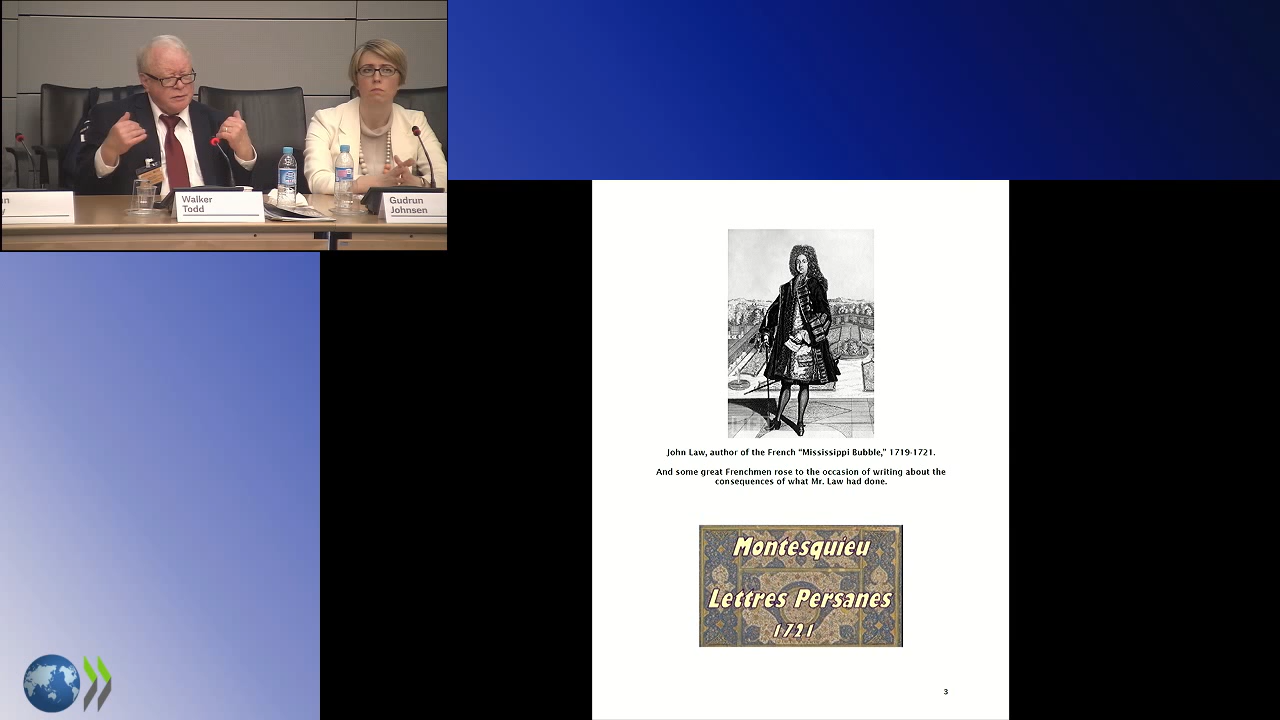 Walker
Todd
Gudrun
Johnsen
John Law, author of the French “Mississippi Bubble,” 1719-1721.
And some great Frenchmen rose to the occasion of writing about the
consequences of what Mr. Law had done.
Montesquieu
Lettres Persanes
1721
3